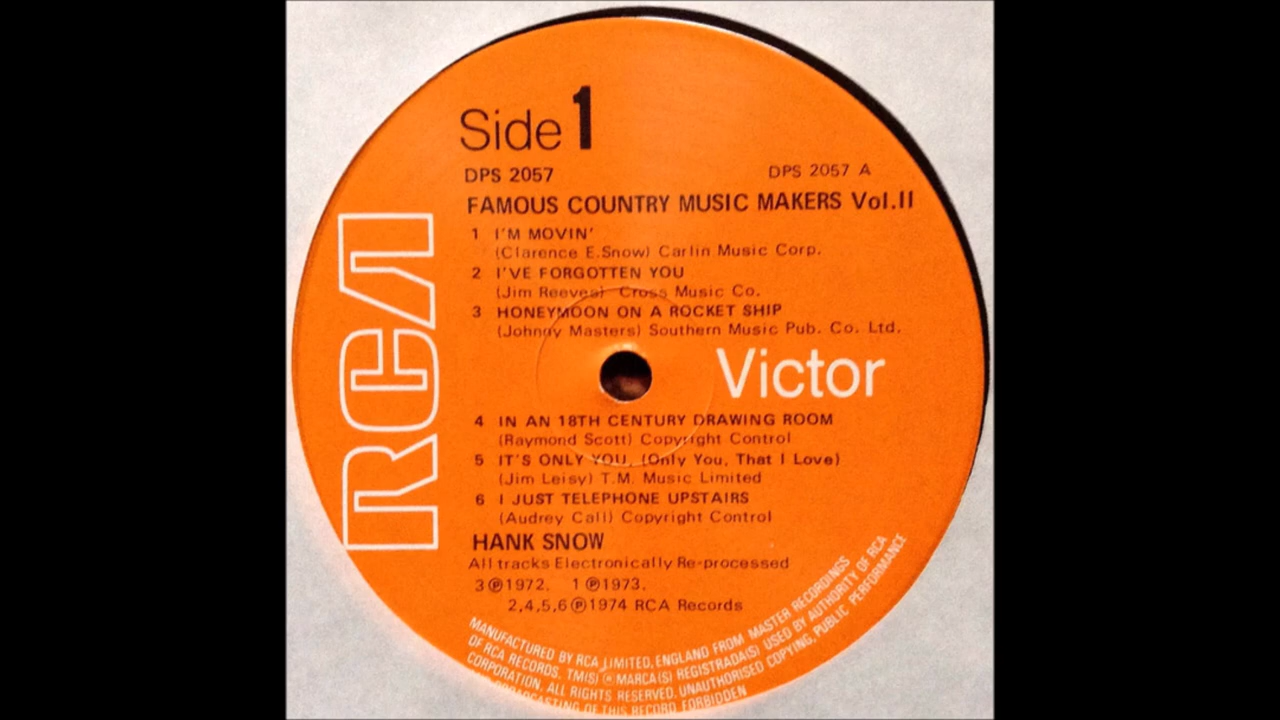 Side 1
DPS 2057 DPS 2057 A
FAMOUS COUNTRY MUSIC MAKERS Vol.II
1 I'M MOVIN'
(Clarence E.Snow) Carlin Music Corp.
2 I'VE FORGOTTEN YOU
(Jim Reeves) Cross Music Co.
3 HONEYMOON ON A ROCKET SHIP
(Johnny Masters) Southern Music Pub. Co. Ltd.
RCA
Victor
4 IN AN 18TH CENTURY DRAWING ROOM
(Raymond Scott) Copyright Control
5 IT'S ONLY YOU, (Only You, That I Love)
(Jim Leisy) T.M. Music Limited
6 I JUST TELEPHONE UPSTAIRS
(Audrey Call) Copyright Control
HANK SNOW
All tracks Electronically Re-processed
3 ℗1972. 1 ℗1973.
2,4,5,6 ℗1974 RCA Records
MANUFACTURED BY RCA LIMITED, ENGLAND FROM MASTER RECORDINGS
OF RCA RECORDS. TM(S) ® MARCA(S) REGISTRADA(S) USED BY AUTHORITY OF RCA
CORPORATION, ALL RIGHTS RESERVED. UNAUTHORISED COPYING, PUBLIC PERFORMANCE
OF THIS RECORD FORBIDDEN